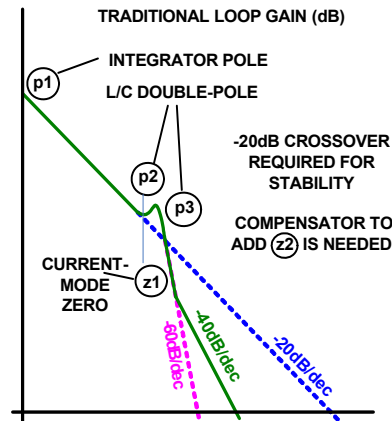 TRADITIONAL LOOP GAIN (dB)
p1
INTEGRATOR POLE
L/C DOUBLE-POLE
p2
p3
-20dB CROSSOVER
REQUIRED FOR
STABILITY
COMPENSATOR TO
ADD z2 IS NEEDED
CURRENT-
MODE
ZERO
z1
-60dB/dec
-40dB/dec
-20dB/dec